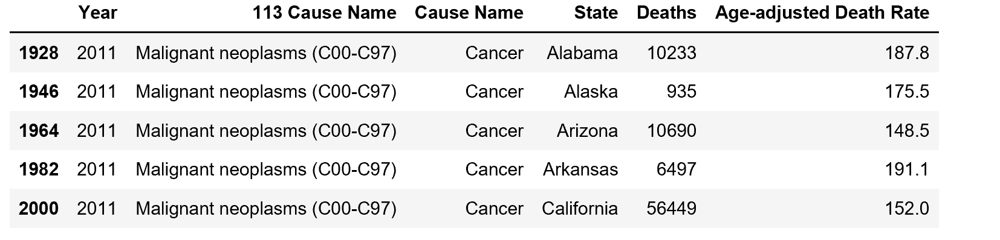 Year 113 Cause Name Cause Name State Deaths Age-adjusted Death Rate
1928 2011 Malignant neoplasms (C00-C97) Cancer Alabama 10233 187.8
1946 2011 Malignant neoplasms (C00-C97) Cancer Alaska 935 175.5
1964 2011 Malignant neoplasms (C00-C97) Cancer Arizona 10690 148.5
1982 2011 Malignant neoplasms (C00-C97) Cancer Arkansas 6497 191.1
2000 2011 Malignant neoplasms (C00-C97) Cancer California 56449 152.0